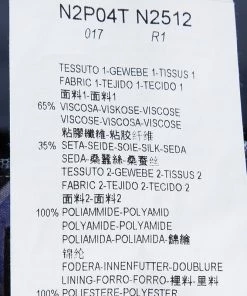 N2P04T N2512
017 R1
TESSUTO 1-GEWEBE 1-TISSUS 1
FABRIC 1-TEJIDO 1-TECIDO 1
面料1-面料1
65% VISCOSA-VISKOSE-VISCOSE
VISCOSE-VISCOSA-VISCOSE
粘膠纖維-粘胶纤维
35% SETA-SEIDE-SOIE-SILK-SEDA
SEDA-桑蠶絲-桑蚕丝
TESSUTO 2-GEWEBE 2-TISSUS 2
FABRIC 2-TEJIDO 2-TECIDO 2
面料2-面料2
100% POLIAMMIDE-POLYAMID
POLYAMIDE-POLYAMIDE
POLIAMIDA-POLIAMIDA-錦綸
锦纶
FODERA-INNENFUTTER-DOUBLURE
LINING-FORRO-FORRO-裡料-里料
100% POLIESTERE-POLYESTER